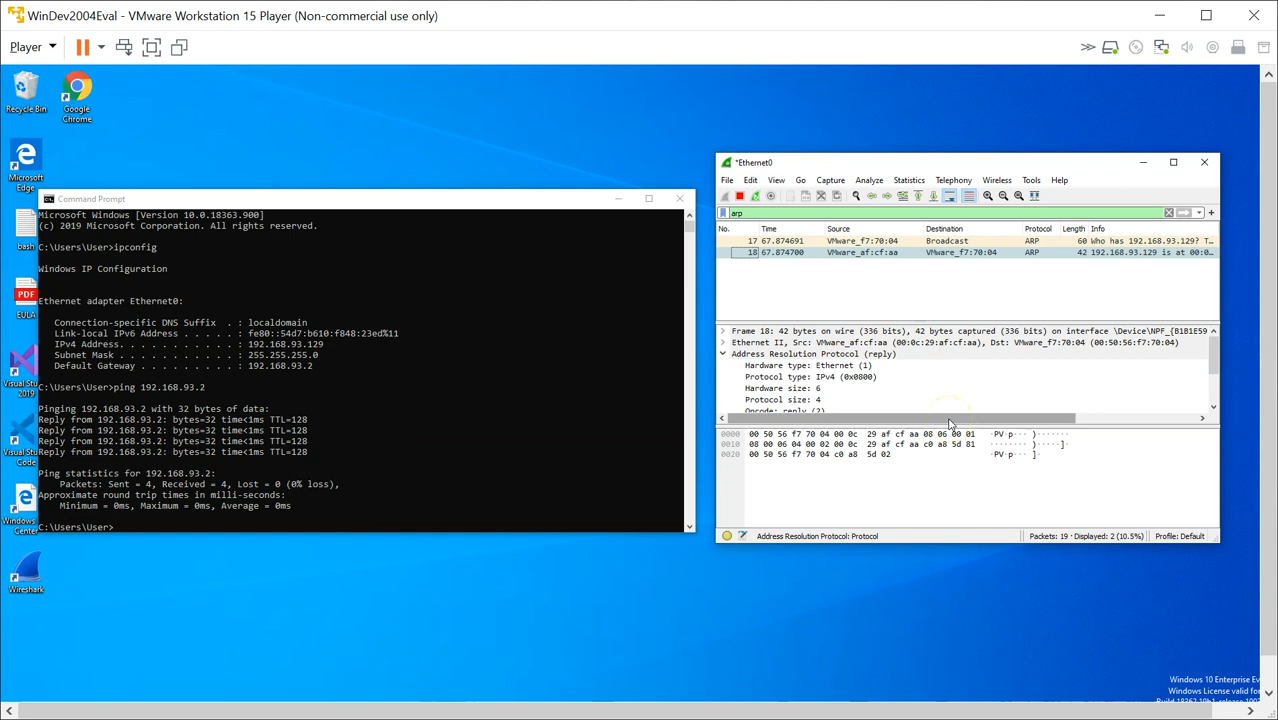 WinDev2004Eval - VMware Workstation 15 Player (Non-commercial use only)
Player
Recycle Bin
Google
Chrome
Microsoft
Edge
bash
PDF
EULA
Visual Stu
2019
Visual Stu
Code
Windows
Center
Wireshark
Command Prompt
Microsoft Windows [Version 10.0.18363.900]
(c) 2019 Microsoft Corporation. All rights reserved.
C:\Users\User>ipconfig
Windows IP Configuration
Ethernet adapter Ethernet0:
Connection-specific DNS Suffix . : localdomain
Link-local IPv6 Address . . . . . : fe80::54d7:b610:f848:23ed%11
IPv4 Address. . . . . . . . . . . : 192.168.93.129
Subnet Mask . . . . . . . . . . . : 255.255.255.0
Default Gateway . . . . . . . . . : 192.168.93.2
C:\Users\User>ping 192.168.93.2
Pinging 192.168.93.2 with 32 bytes of data:
Reply from 192.168.93.2: bytes=32 time<1ms TTL=128
Reply from 192.168.93.2: bytes=32 time<1ms TTL=128
Reply from 192.168.93.2: bytes=32 time<1ms TTL=128
Reply from 192.168.93.2: bytes=32 time<1ms TTL=128
Ping statistics for 192.168.93.2:
Packets: Sent = 4, Received = 4, Lost = 0 (0% loss),
Approximate round trip times in milli-seconds:
Minimum = 0ms, Maximum = 0ms, Average = 0ms
C:\Users\User>
*Ethernet0
File Edit View Go Capture Analyze Statistics Telephony Wireless Tools Help
arp
No. Time Source Destination Protocol Length Info
17 67.874691 VMware_f7:70:04 Broadcast ARP 60 Who has 192.168.93.129? T...
18 67.874700 VMware_af:cf:aa VMware_f7:70:04 ARP 42 192.168.93.129 is at 00:0...
Frame 18: 42 bytes on wire (336 bits), 42 bytes captured (336 bits) on interface \Device\NPF_{B1B1E59
Ethernet II, Src: VMware_af:cf:aa (00:0c:29:af:cf:aa), Dst: VMware_f7:70:04 (00:50:56:f7:70:04)
Address Resolution Protocol (reply)
Hardware type: Ethernet (1)
Protocol type: IPv4 (0x0800)
Hardware size: 6
Protocol size: 4
Opcode: reply (2)
0000 00 50 56 f7 70 04 00 0c 29 af cf aa 08 06 00 01 ·PV·p··· )·······
0010 08 00 06 04 00 02 00 0c 29 af cf aa c0 a8 5d 81 ········ )·····]·
0020 00 50 56 f7 70 04 c0 a8 5d 02 ·PV·p··· ]·
Address Resolution Protocol: Protocol
Packets: 19 · Displayed: 2 (10.5%)
Profile: Default
Windows 10 Enterprise Ev
Windows License valid for